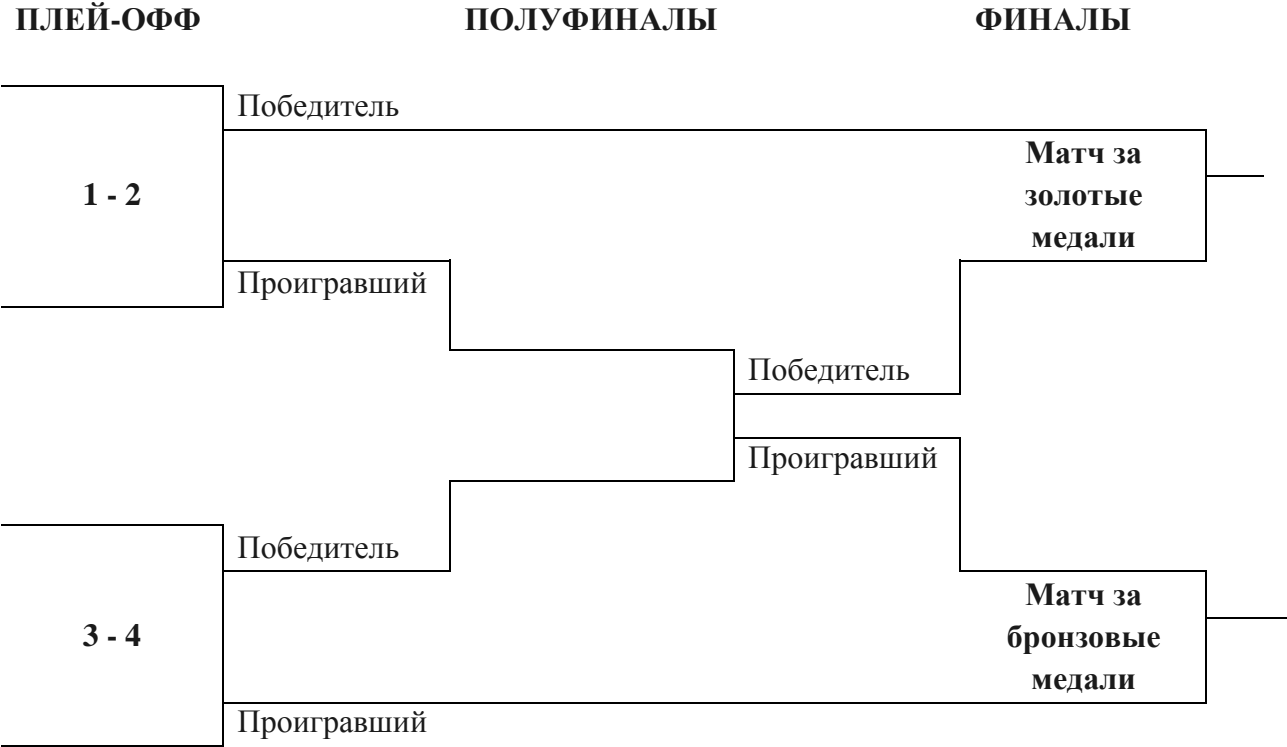 ПЛЕЙ-ОФФ ПОЛУФИНАЛЫ ФИНАЛЫ
Победитель
Матч за
1 - 2
золотые
медали
Проигравший
Победитель
Проигравший
Победитель
Матч за
3 - 4
бронзовые
медали
Проигравший